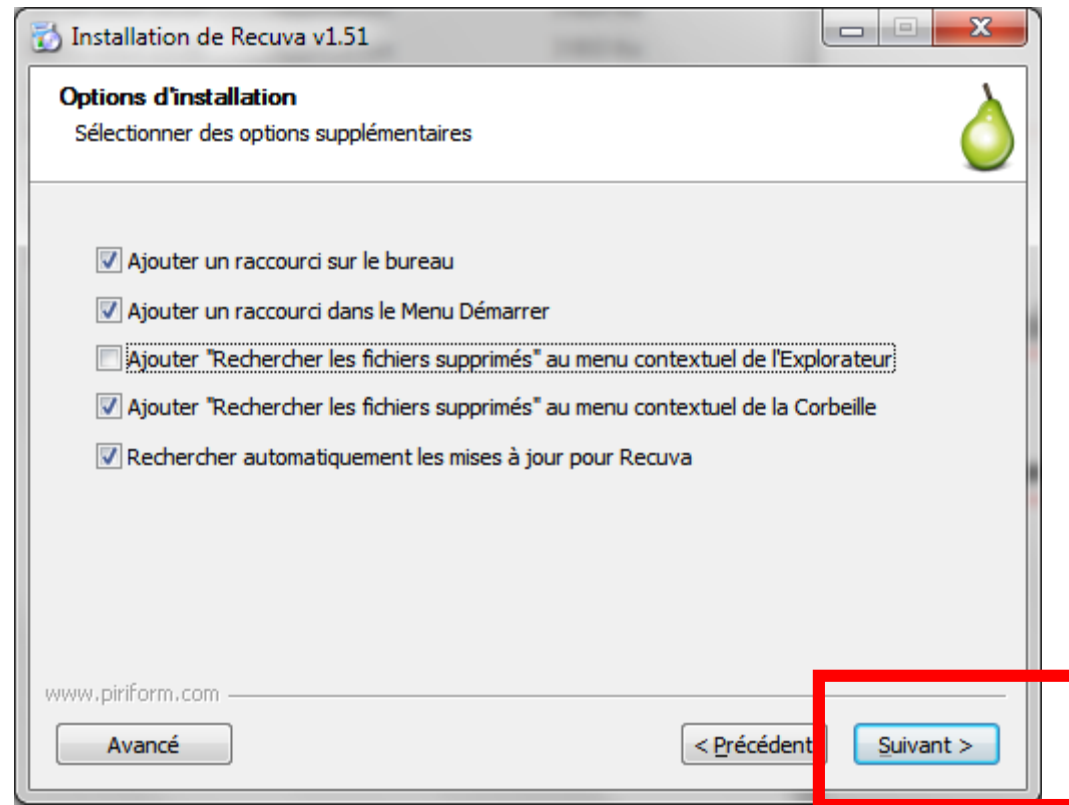 Installation de Recuva v1.51
Options d'installation
Sélectionner des options supplémentaires
Ajouter un raccourci sur le bureau
Ajouter un raccourci dans le Menu Démarrer
Ajouter "Rechercher les fichiers supprimés" au menu contextuel de l'Explorateur
Ajouter "Rechercher les fichiers supprimés" au menu contextuel de la Corbeille
Rechercher automatiquement les mises à jour pour Recuva
www.piriform.com
Avancé
< Précédent
Suivant >